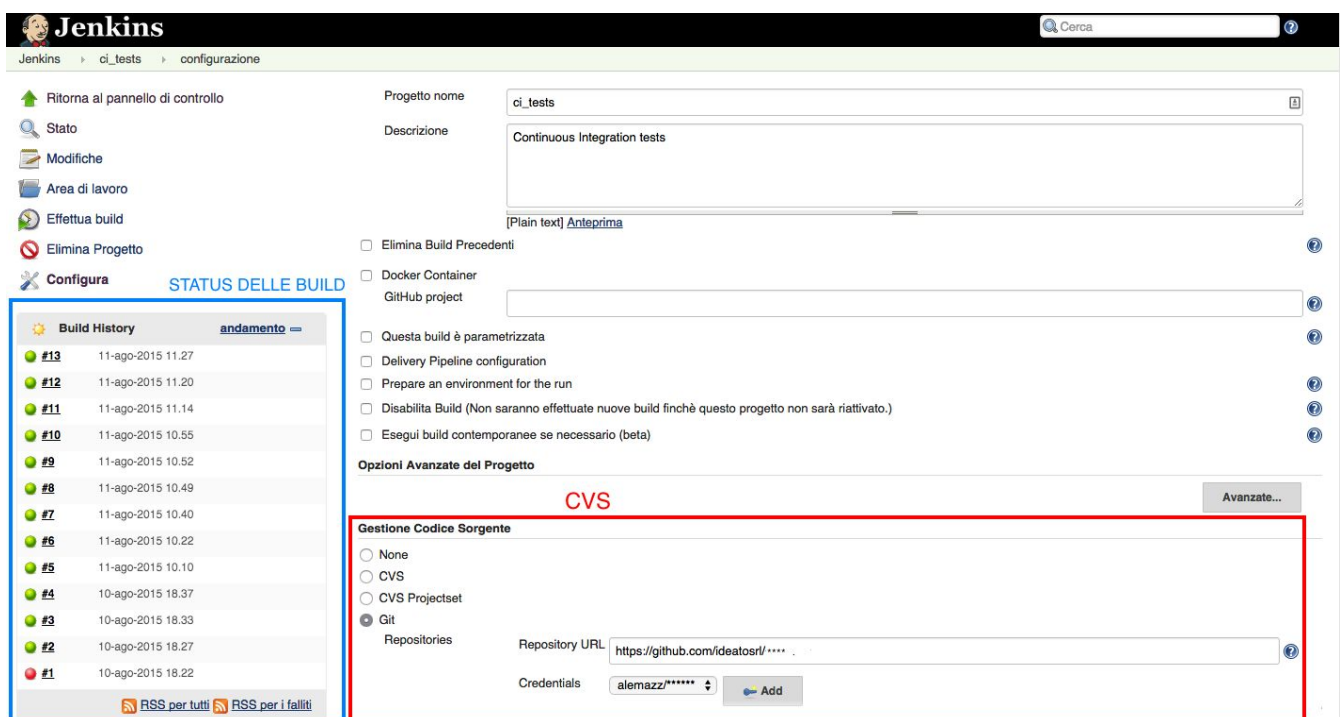 Jenkins
Cerca
Jenkins ci_tests configurazione
Ritorna al pannello di controllo
Stato
Modifiche
Area di lavoro
Effettua build
Elimina Progetto
Configura
STATUS DELLE BUILD
Build History andamento
#13 11-ago-2015 11.27
#12 11-ago-2015 11.20
#11 11-ago-2015 11.14
#10 11-ago-2015 10.55
#9 11-ago-2015 10.52
#8 11-ago-2015 10.49
#7 11-ago-2015 10.40
#6 11-ago-2015 10.22
#5 11-ago-2015 10.10
#4 10-ago-2015 18.37
#3 10-ago-2015 18.33
#2 10-ago-2015 18.27
#1 10-ago-2015 18.22
RSS per tutti RSS per i falliti
Progetto nome ci_tests
Descrizione Continuous Integration tests
[Plain text] Anteprima
Elimina Build Precedenti
Docker Container
GitHub project
Questa build è parametrizzata
Delivery Pipeline configuration
Prepare an environment for the run
Disabilita Build (Non saranno effettuate nuove build finchè questo progetto non sarà riattivato.)
Esegui build contemporanee se necessario (beta)
Opzioni Avanzate del Progetto
Avanzate...
CVS
Gestione Codice Sorgente
None
CVS
CVS Projectset
Git
Repositories
Repository URL https://github.com/ideatosrl/**** .
Credentials alemazz/****** Add